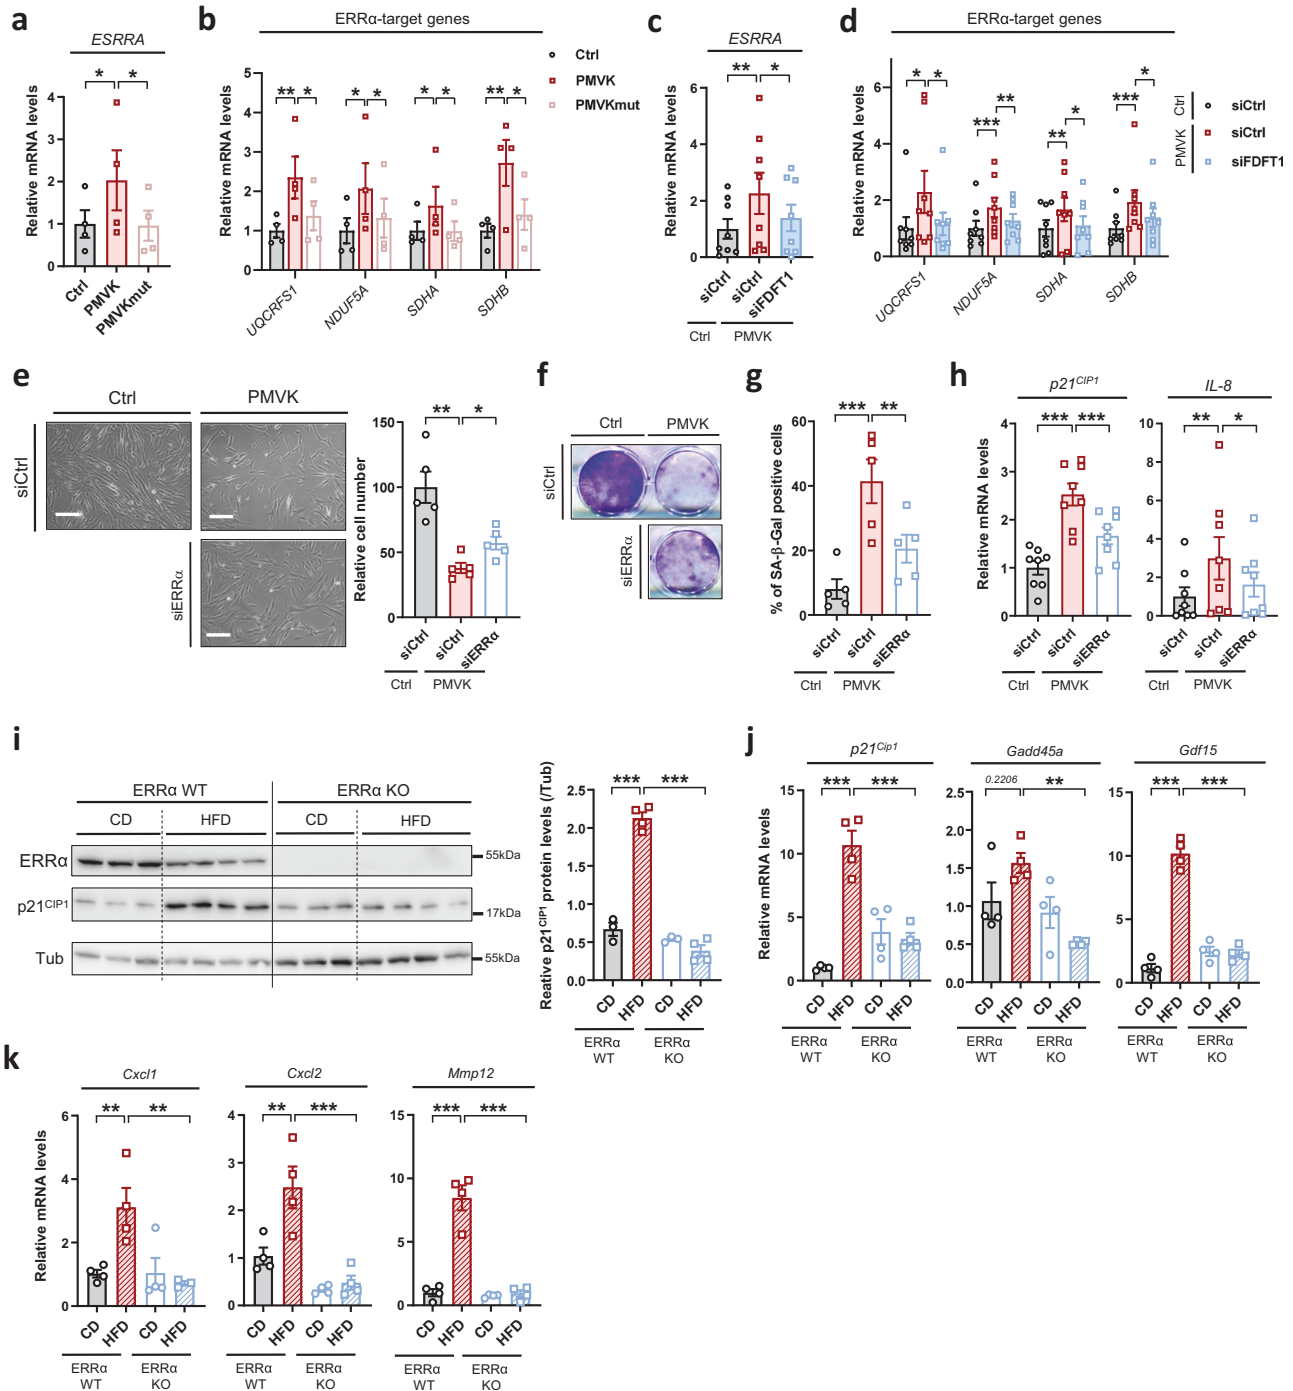 a
ESRRA
* *
Relative mRNA levels
4
3
2
1
0
Ctrl
PMVK
PMVKmut
b
ERRα-target genes
Ctrl
PMVK
PMVKmut
** * * * * * ** *
Relative mRNA levels
5
4
3
2
1
0
UQCRFS1
NDUF5A
SDHA
SDHB
c
ESRRA
** *
Relative mRNA levels
6
4
2
0
siCtrl
siCtrl
siFDFT1
Ctrl
PMVK
d
ERRα-target genes
* * *** ** ** * *** *
Relative mRNA levels
6
4
2
0
UQCRFS1
NDUF5A
SDHA
SDHB
Ctrl
siCtrl
PMVK
siCtrl
siFDFT1
e
Ctrl
PMVK
siCtrl
siERRα
** *
Relative cell number
150
100
50
0
siCtrl
siCtrl
siERRα
Ctrl
PMVK
f
Ctrl
PMVK
siCtrl
siERRα
g
*** **
% of SA-β-Gal positive cells
60
40
20
0
siCtrl
siCtrl
siERRα
Ctrl
PMVK
h
p21CIP1
*** ***
Relative mRNA levels
4
3
2
1
0
siCtrl
siCtrl
siERRα
Ctrl
PMVK
IL-8
** *
10
8
6
4
2
0
siCtrl
siCtrl
siERRα
Ctrl
PMVK
i
ERRα WT
ERRα KO
CD
HFD
CD
HFD
ERRα
55kDa
p21CIP1
17kDa
Tub
55kDa
*** ***
Reative p21CIP1 protein levels (/Tub)
2.5
2.0
1.5
1.0
0.5
0.0
CD
HFD
CD
HFD
ERRα WT
ERRα KO
j
p21Cip1
*** ***
Relative mRNA levels
15
10
5
0
CD
HFD
CD
HFD
ERRα WT
ERRα KO
Gadd45a
0.2206 **
2.5
2.0
1.5
1.0
0.5
0.0
CD
HFD
CD
HFD
ERRα WT
ERRα KO
Gdf15
*** ***
15
10
5
0
CD
HFD
CD
HFD
ERRα WT
ERRα KO
k
Cxcl1
** **
Relative mRNA levels
6
4
2
0
CD
HFD
CD
HFD
ERRα WT
ERRα KO
Cxcl2
** ***
4
3
2
1
0
CD
HFD
CD
HFD
ERRα WT
ERRα KO
Mmp12
*** ***
15
10
5
0
CD
HFD
CD
HFD
ERRα WT
ERRα KO